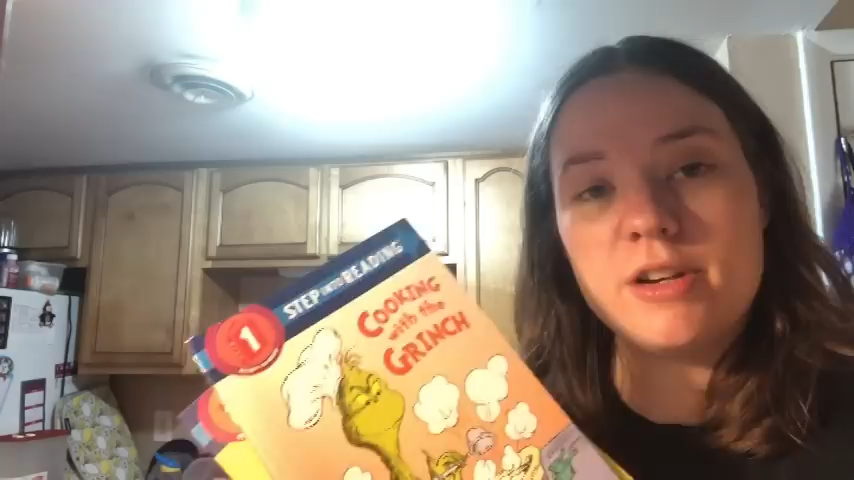 STEP INTO READING
1
COOKING
with the
GRINCH